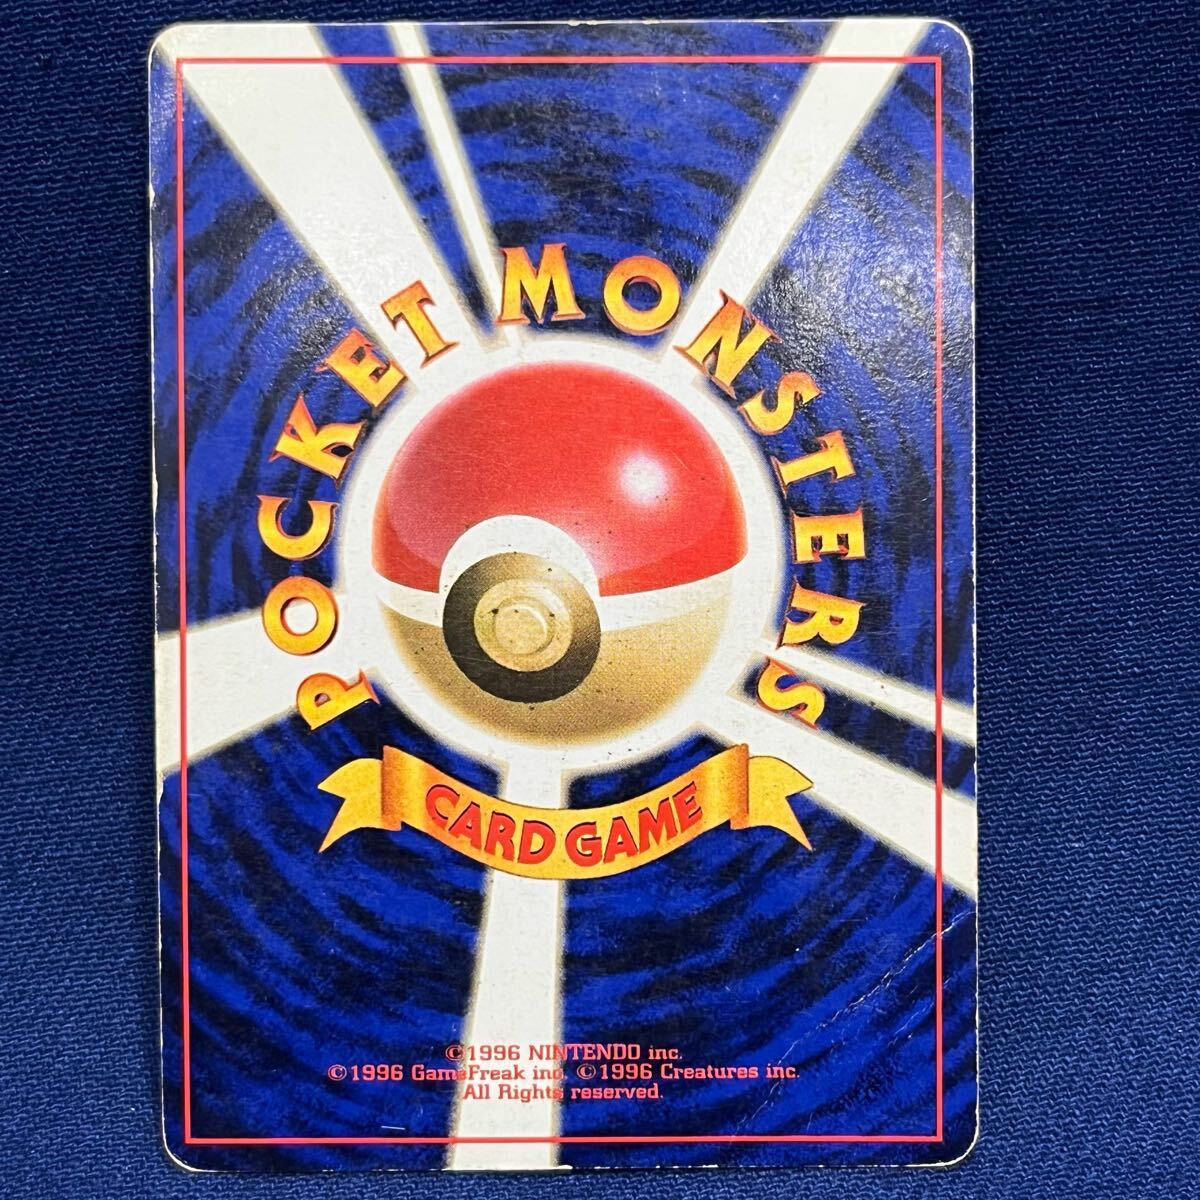 POCKET MONSTERS
CARD GAME
©1996 NINTENDO inc.
©1996 GameFreak inc. ©1996 Creatures inc.
All Rights reserved.